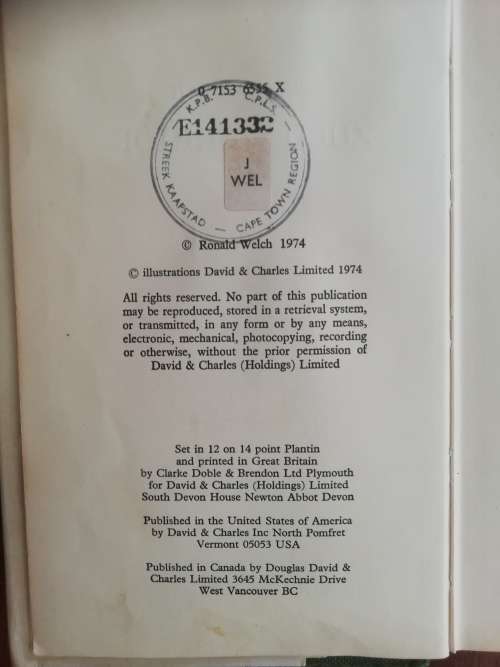 0 7153 6555 X
K.P.B. C.P.L.S.
E141332
J
WEL
STREEK KAAPSTAD — CAPE TOWN REGION —
© Ronald Welch 1974
© illustrations David & Charles Limited 1974
All rights reserved. No part of this publication
may be reproduced, stored in a retrieval system,
or transmitted, in any form or by any means,
electronic, mechanical, photocopying, recording
or otherwise, without the prior permission of
David & Charles (Holdings) Limited
Set in 12 on 14 point Plantin
and printed in Great Britain
by Clarke Doble & Brendon Ltd Plymouth
for David & Charles (Holdings) Limited
South Devon House Newton Abbot Devon
Published in the United States of America
by David & Charles Inc North Pomfret
Vermont 05053 USA
Published in Canada by Douglas David &
Charles Limited 3645 McKechnie Drive
West Vancouver BC